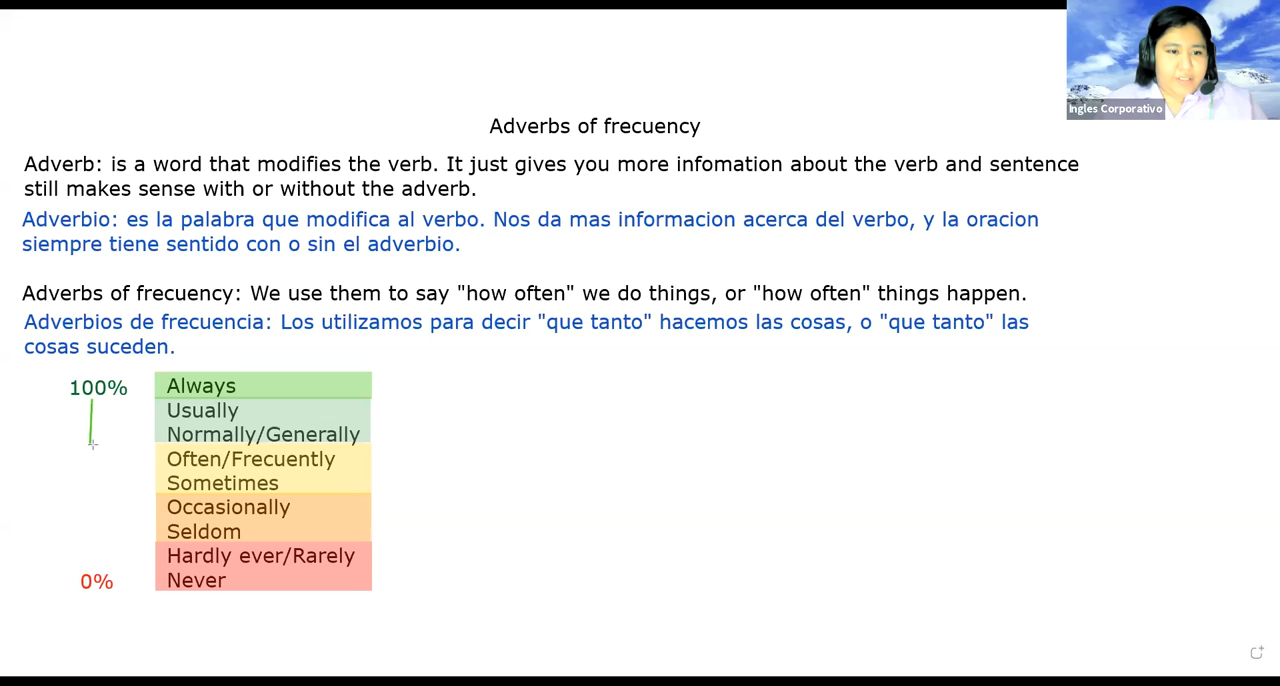 Ingles Corporativo
Adverbs of frecuency
Adverb: is a word that modifies the verb. It just gives you more infomation about the verb and sentence
still makes sense with or without the adverb.
Adverbio: es la palabra que modifica al verbo. Nos da mas informacion acerca del verbo, y la oracion
siempre tiene sentido con o sin el adverbio.
Adverbs of frecuency: We use them to say "how often" we do things, or "how often" things happen.
Adverbios de frecuencia: Los utilizamos para decir "que tanto" hacemos las cosas, o "que tanto" las
cosas suceden.
100% Always
Usually
Normally/Generally
Often/Frecuently
Sometimes
Occasionally
Seldom
Hardly ever/Rarely
0% Never